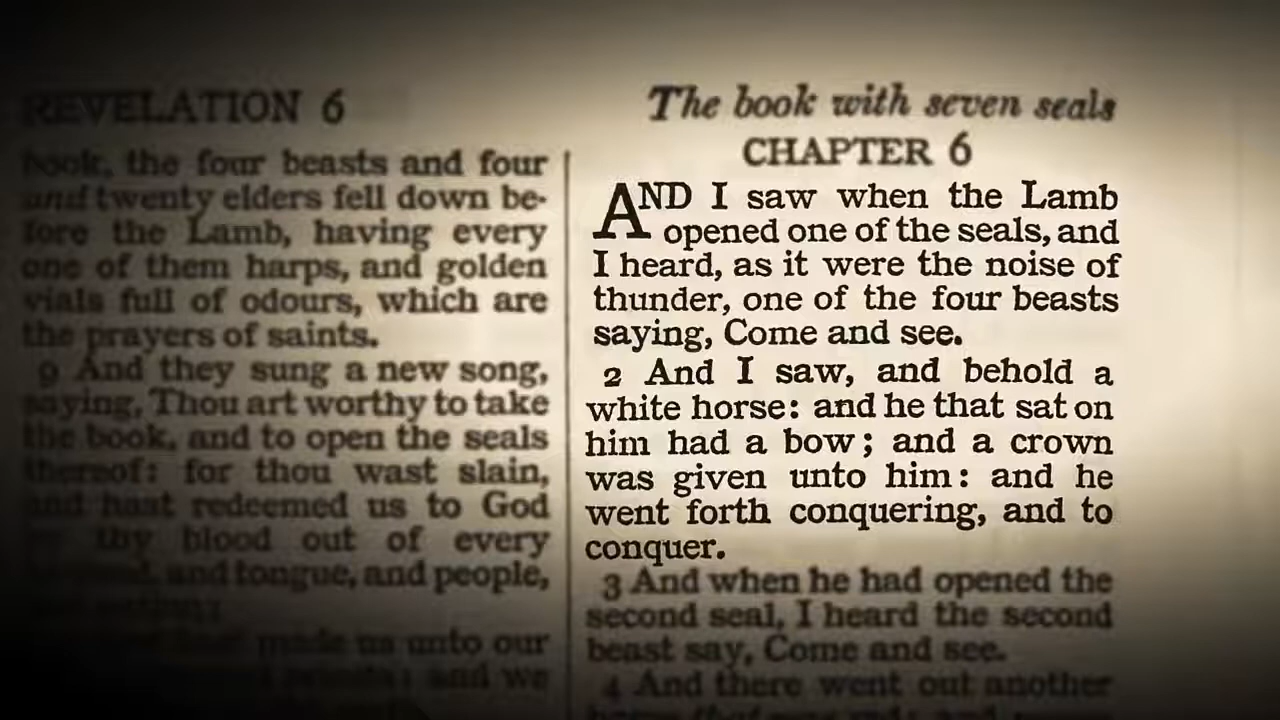 REVELATION 6
book, the four beasts and four
and twenty elders fell down be-
fore the Lamb, having every
one of them harps, and golden
vials full of odours, which are
the prayers of saints.
9 And they sung a new song,
saying, Thou art worthy to take
the book, and to open the seals
thereof: for thou wast slain,
and hast redeemed us to God
by thy blood out of every
and tongue, and people,
made us unto our
and we
The book with seven seals
CHAPTER 6
AND I saw when the Lamb
opened one of the seals, and
I heard, as it were the noise of
thunder, one of the four beasts
saying, Come and see.
2 And I saw, and behold a
white horse: and he that sat on
him had a bow; and a crown
was given unto him: and he
went forth conquering, and to
conquer.
3 And when he had opened the
second seal, I heard the second
beast say, Come and see.
4 And there went out another